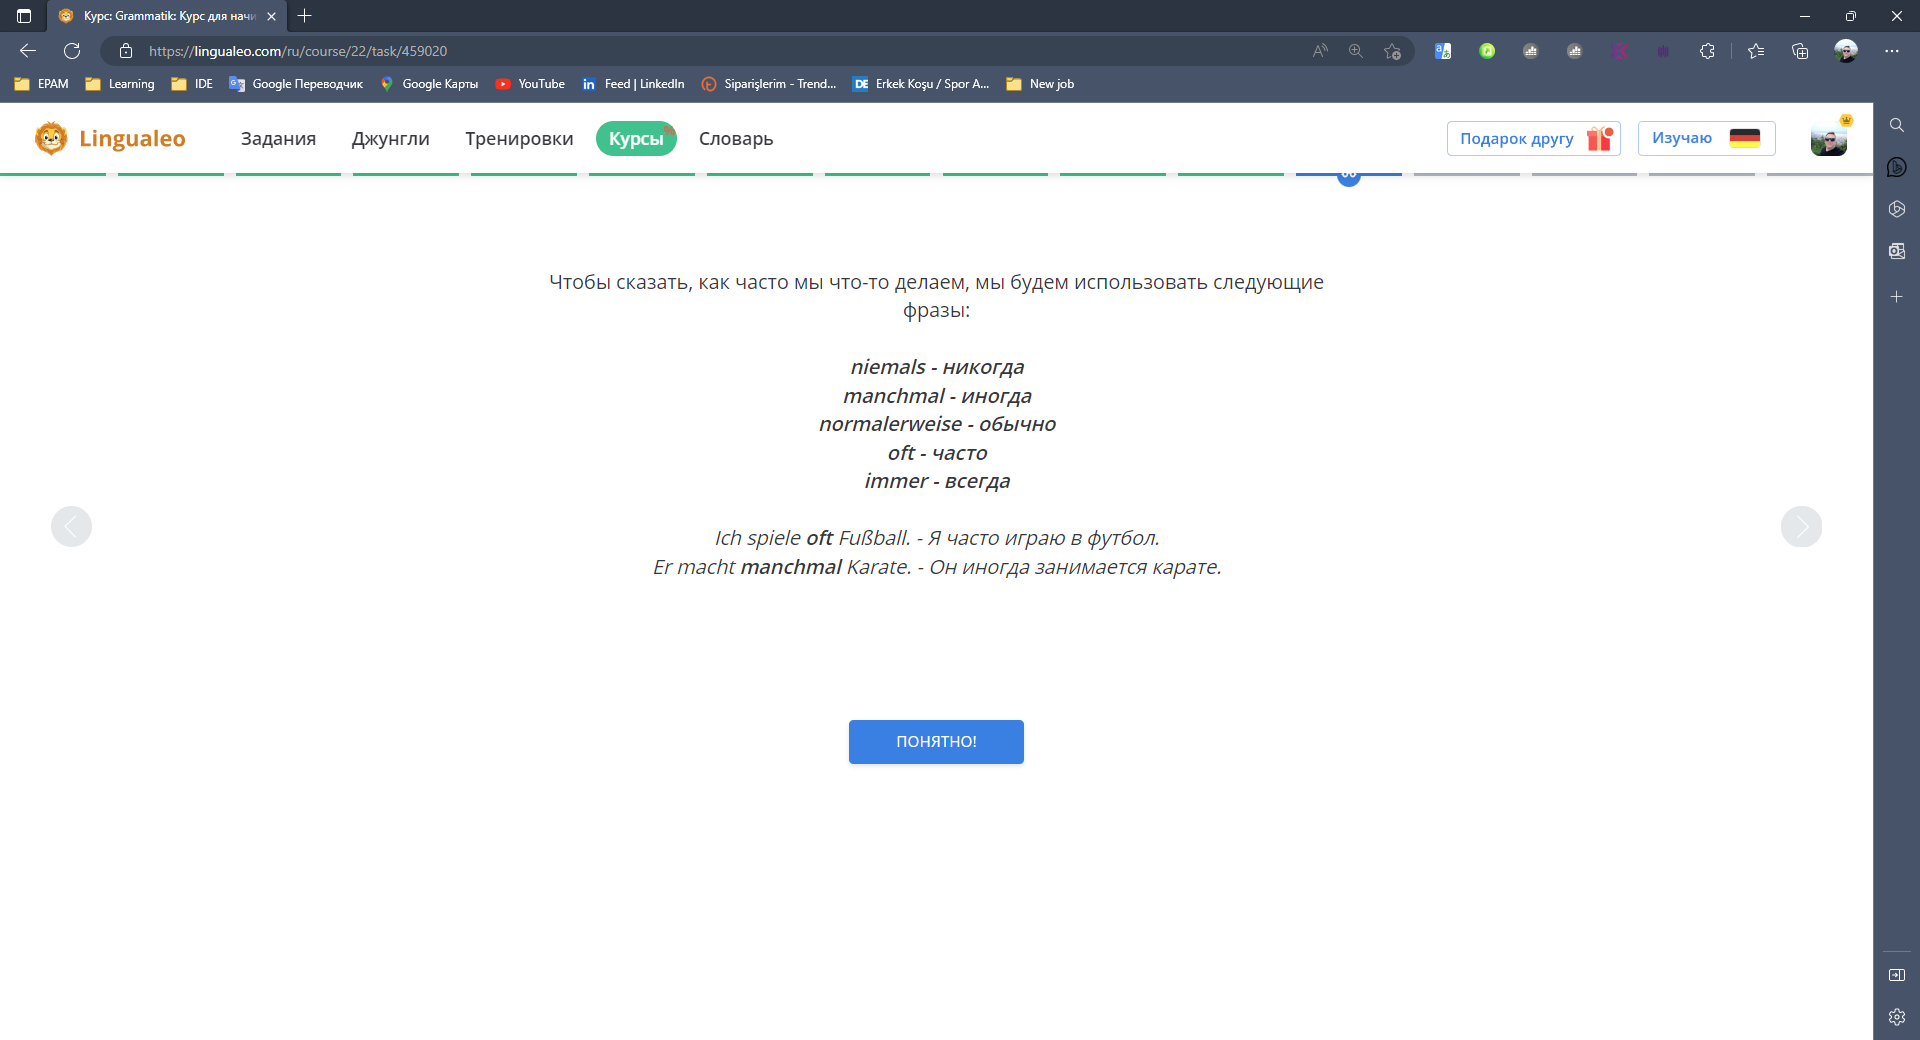 Курс: Grammatik: Курс для начи
https://lingualeo.com/ru/course/22/task/459020
EPAM
Learning
IDE
Google Переводчик
Google Карты
YouTube
Feed | LinkedIn
Siparişlerim - Trend...
Erkek Koşu / Spor A...
New job
Lingualeo
Задания
Джунгли
Тренировки
Курсы
Словарь
Подарок другу
Изучаю
Чтобы сказать, как часто мы что-то делаем, мы будем использовать следующие
фразы:
niemals - никогда
manchmal - иногда
normalerweise - обычно
oft - часто
immer - всегда
Ich spiele oft Fußball. - Я часто играю в футбол.
Er macht manchmal Karate. - Он иногда занимается карате.
ПОНЯТНО!